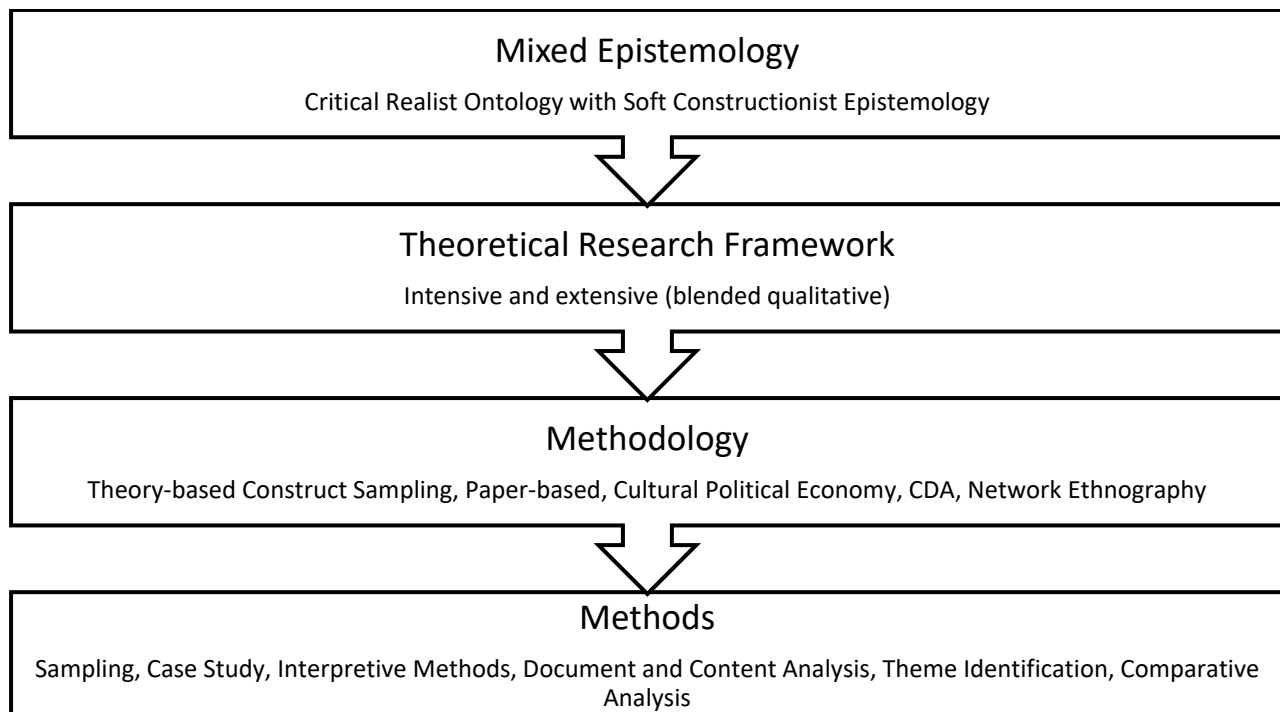 Mixed Epistemology
Critical Realist Ontology with Soft Constructionist Epistemology
Theoretical Research Framework
Intensive and extensive (blended qualitative)
Methodology
Theory-based Construct Sampling, Paper-based, Cultural Political Economy, CDA, Network Ethnography
Methods
Sampling, Case Study, Interpretive Methods, Document and Content Analysis, Theme Identification, Comparative
Analysis